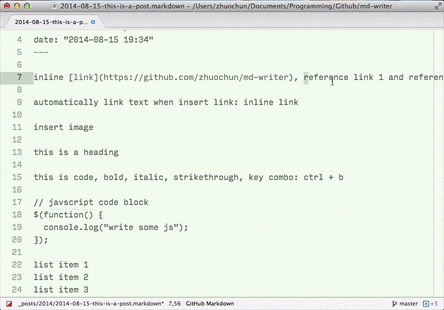 2014-08-15-this-is-a-post.markdown - /Users/zhuochun/Documents/Programming/Github/md-writer
2014-08-15-this-is-a-p...
4 date: "2014-08-15 19:34"
5 ---
6
7 inline [link](https://github.com/zhuochun/md-writer), reference link 1 and referen
8
9 automatically link text when insert link: inline link
10
11 insert image
12
13 this is a heading
14
15 this is code, bold, italic, strikethrough, key combo: ctrl + b
16
17 // javscript code block
18 $(function() {
19 console.log("write some js");
20 });
21
22 list item 1
23 list item 2
24 list item 3
_posts/2014/2014-08-15-this-is-a-post.markdown* 7,56 GitHub Markdown master +5